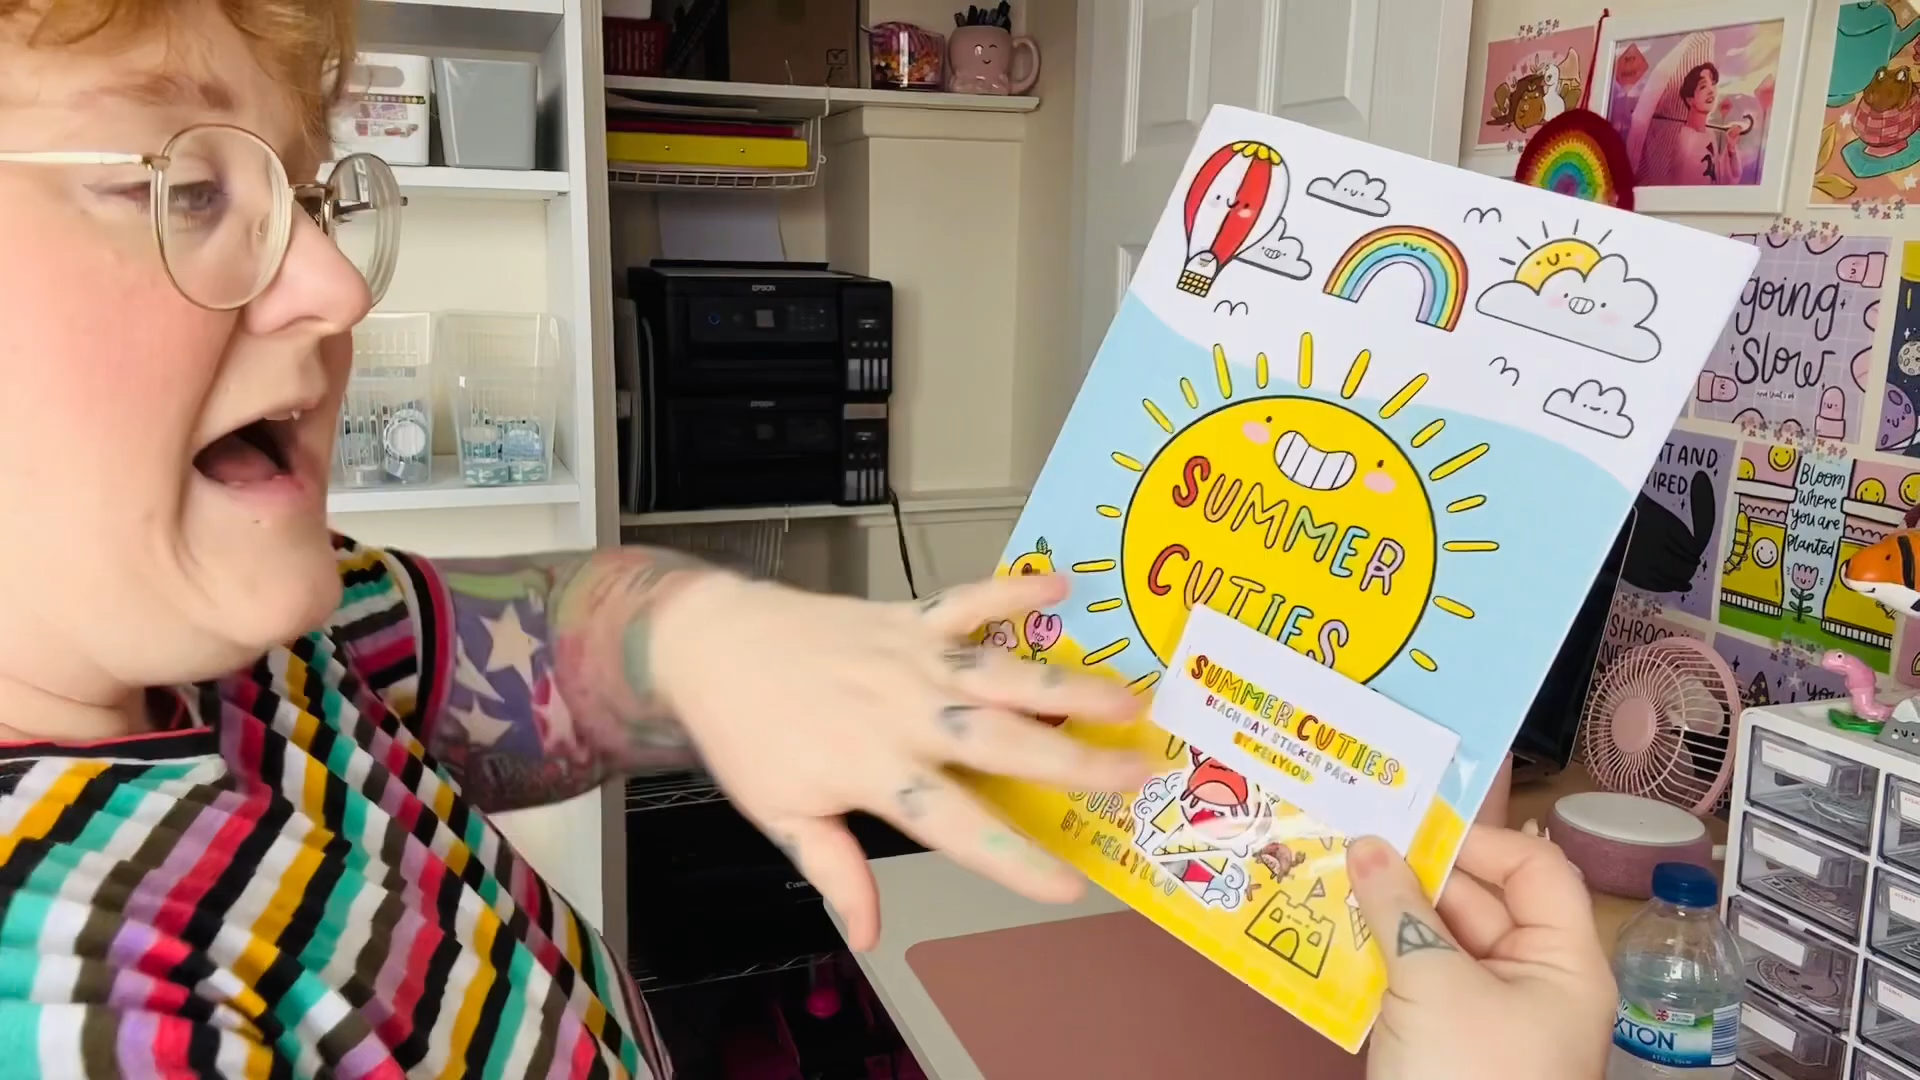 EPSON
EPSON
Canon
SUMMER
CUTIES
SUMMER CUTIES
BEACH DAY STICKER PACK
BY KELLYLOU
BY KELLYLOU
going
slow
Bloom
where
you are
planted